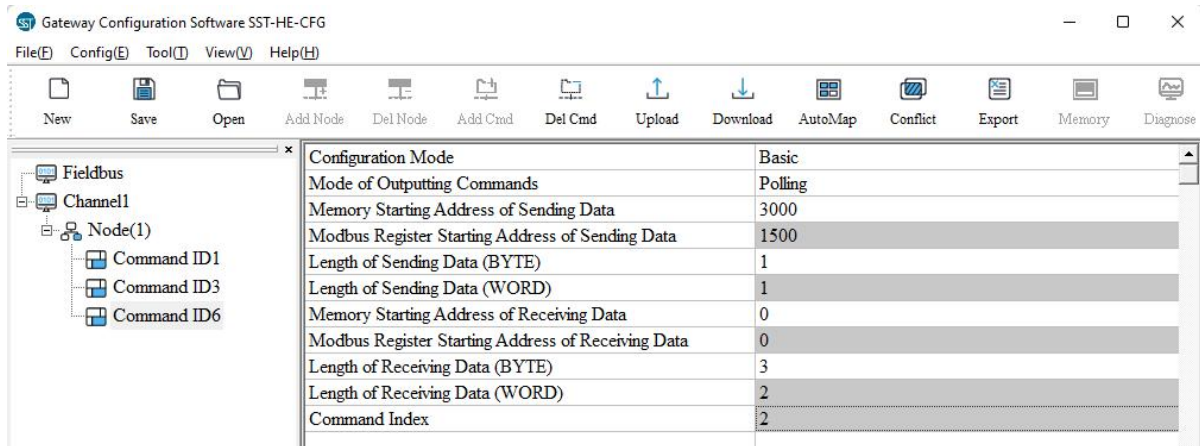 SST Gateway Configuration Software SST-HE-CFG
File(F) Config(E) Tool(T) View(V) Help(H)
New Save Open Add Node Del Node Add Cmd Del Cmd Upload Download AutoMap Conflict Export Memory Diagnose
Fieldbus
Channel1
Node(1)
Command ID1
Command ID3
Command ID6
Configuration Mode Basic
Mode of Outputting Commands Polling
Memory Starting Address of Sending Data 3000
Modbus Register Starting Address of Sending Data 1500
Length of Sending Data (BYTE) 1
Length of Sending Data (WORD) 1
Memory Starting Address of Receiving Data 0
Modbus Register Starting Address of Receiving Data 0
Length of Receiving Data (BYTE) 3
Length of Receiving Data (WORD) 2
Command Index 2